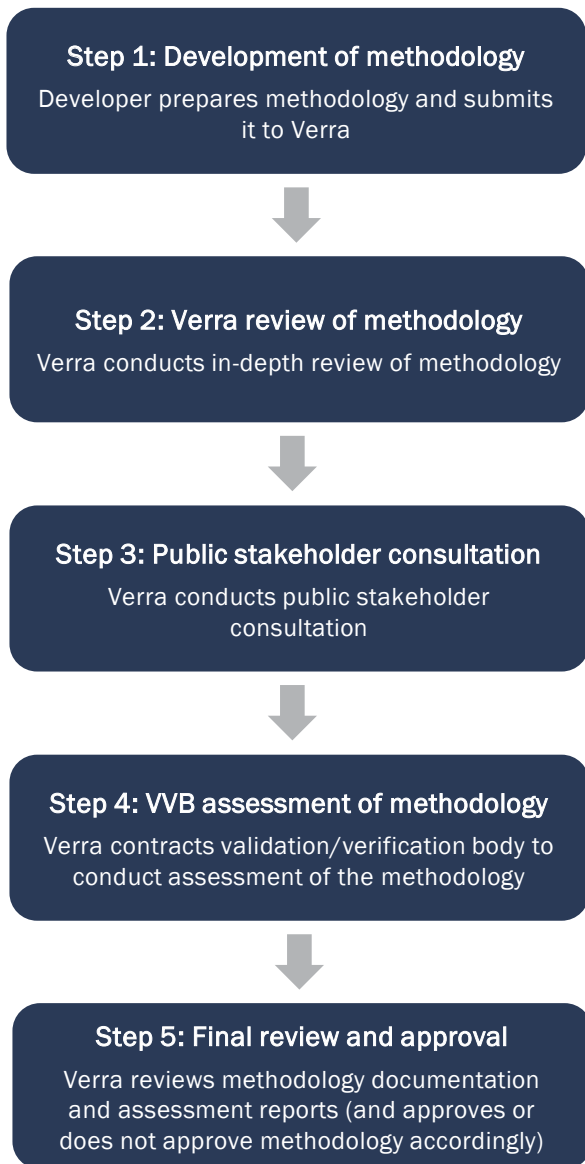 Step 1: Development of methodology
Developer prepares methodology and submits
it to Verra
Step 2: Verra review of methodology
Verra conducts in-depth review of methodology
Step 3: Public stakeholder consultation
Verra conducts public stakeholder
consultation
Step 4: VVB assessment of methodology
Verra contracts validation/verification body to
conduct assessment of the methodology
Step 5: Final review and approval
Verra reviews methodology documentation
and assessment reports (and approves or
does not approve methodology accordingly)